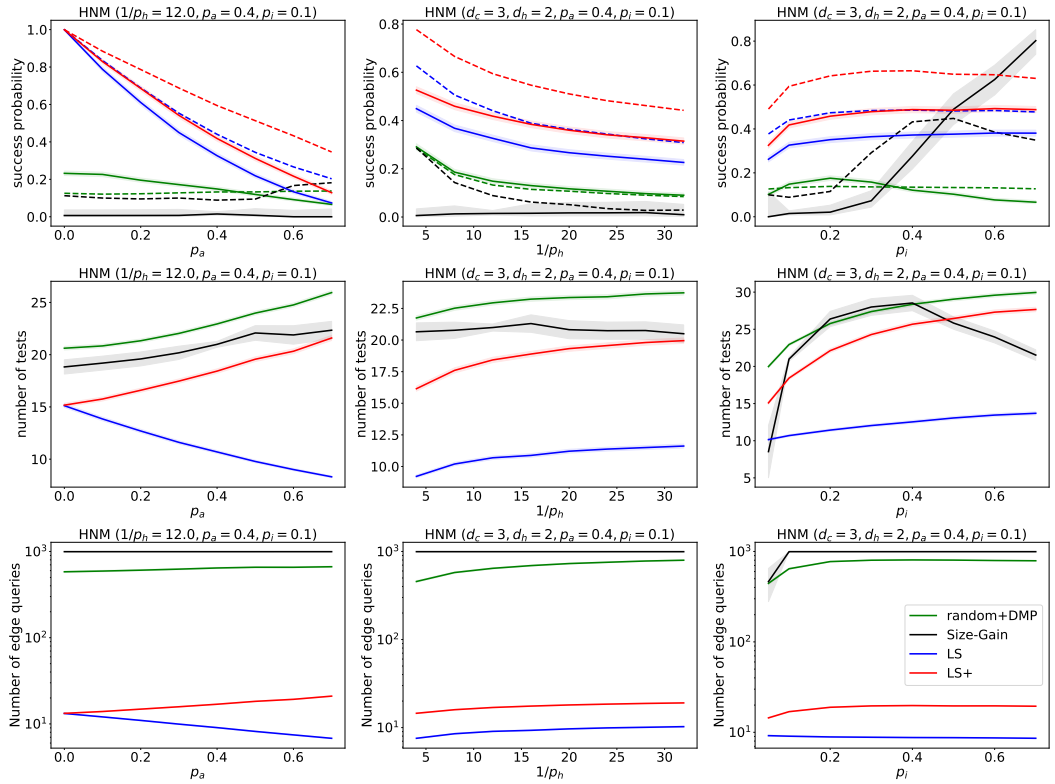 HNM (1/p_h = 12.0, p_a = 0.4, p_i = 0.1)
success probability
1.0
0.8
0.6
0.4
0.2
0.0
0.0 0.2 0.4 0.6
p_a
HNM (d_c = 3, d_h = 2, p_a = 0.4, p_i = 0.1)
success probability
0.8
0.6
0.4
0.2
0.0
5 10 15 20 25 30
1/p_h
HNM (d_c = 3, d_h = 2, p_a = 0.4, p_i = 0.1)
success probability
0.8
0.6
0.4
0.2
0.0
0.2 0.4 0.6
p_i
HNM (1/p_h = 12.0, p_a = 0.4, p_i = 0.1)
number of tests
25
20
15
10
0.0 0.2 0.4 0.6
p_a
HNM (d_c = 3, d_h = 2, p_a = 0.4, p_i = 0.1)
number of tests
25.0
22.5
20.0
17.5
15.0
12.5
10.0
5 10 15 20 25 30
1/p_h
HNM (d_c = 3, d_h = 2, p_a = 0.4, p_i = 0.1)
number of tests
30
25
20
15
10
5
0.2 0.4 0.6
p_i
HNM (1/p_h = 12.0, p_a = 0.4, p_i = 0.1)
Number of edge queries
10^3
10^2
10^1
0.0 0.2 0.4 0.6
p_a
HNM (d_c = 3, d_h = 2, p_a = 0.4, p_i = 0.1)
Number of edge queries
10^3
10^2
10^1
5 10 15 20 25 30
1/p_h
HNM (d_c = 3, d_h = 2, p_a = 0.4, p_i = 0.1)
Number of edge queries
10^3
10^2
10^1
0.2 0.4 0.6
p_i
random+DMP
Size-Gain
LS
LS+